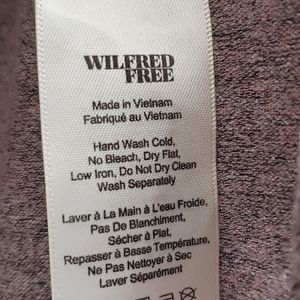 WILFRED
FREE
Made in Vietnam
Fabriqué au Vietnam
Hand Wash Cold,
No Bleach, Dry Flat,
Low Iron, Do Not Dry Clean
Wash Separately
Laver à La Main à L'eau Froide,
Pas De Blanchiment,
Sécher à Plat,
Repasser à Basse Température,
Ne Pas Nettoyer à Sec
Laver Séparément